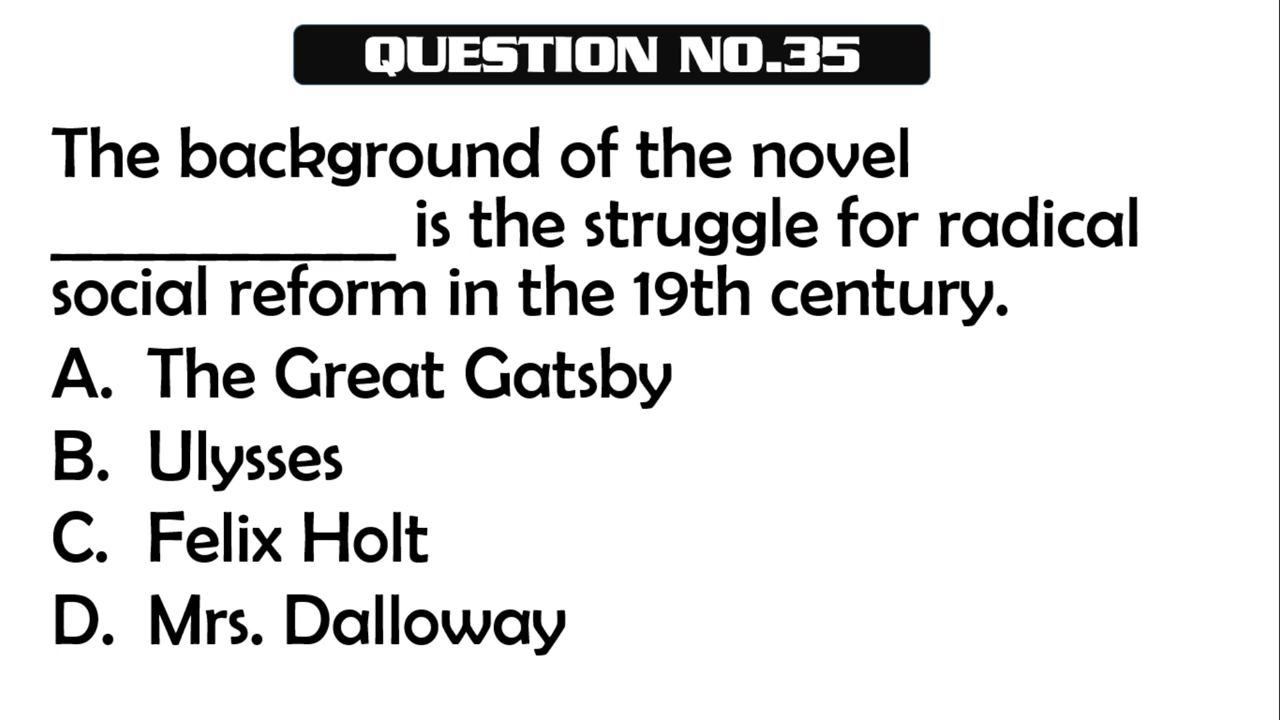 QUESTION NO.35
The background of the novel
____________ is the struggle for radical
social reform in the 19th century.
A. The Great Gatsby
B. Ulysses
C. Felix Holt
D. Mrs. Dalloway